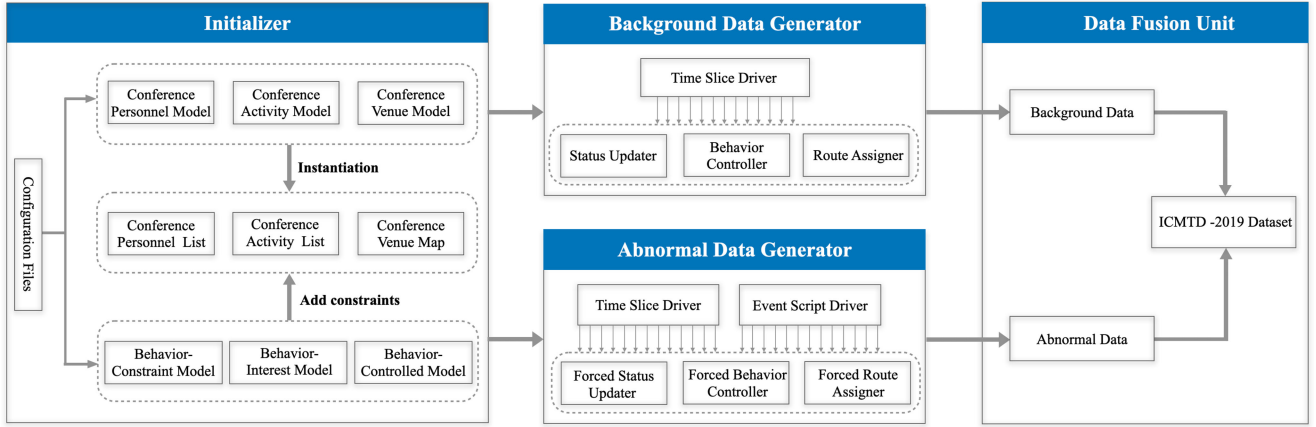 Initializer
Configuration Files
Conference
Personnel Model
Conference
Activity Model
Conference
Venue Model
Instantiation
Conference
Personnel List
Conference
Activity List
Conference
Venue Map
Add constraints
Behavior-
Constraint Model
Behavior-
Interest Model
Behavior-
Controlled Model
Background Data Generator
Time Slice Driver
Status Updater
Behavior
Controller
Route Assigner
Abnormal Data Generator
Time Slice Driver
Event Script Driver
Forced Status
Updater
Forced Behavior
Controller
Forced Route
Assigner
Data Fusion Unit
Background Data
ICMTD -2019 Dataset
Abnormal Data